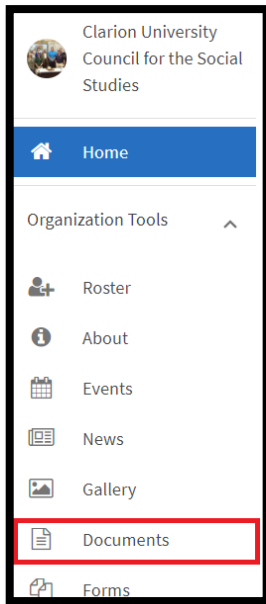 Clarion University
Council for the Social
Studies
Home
Organization Tools
Roster
About
Events
News
Gallery
Documents
Forms